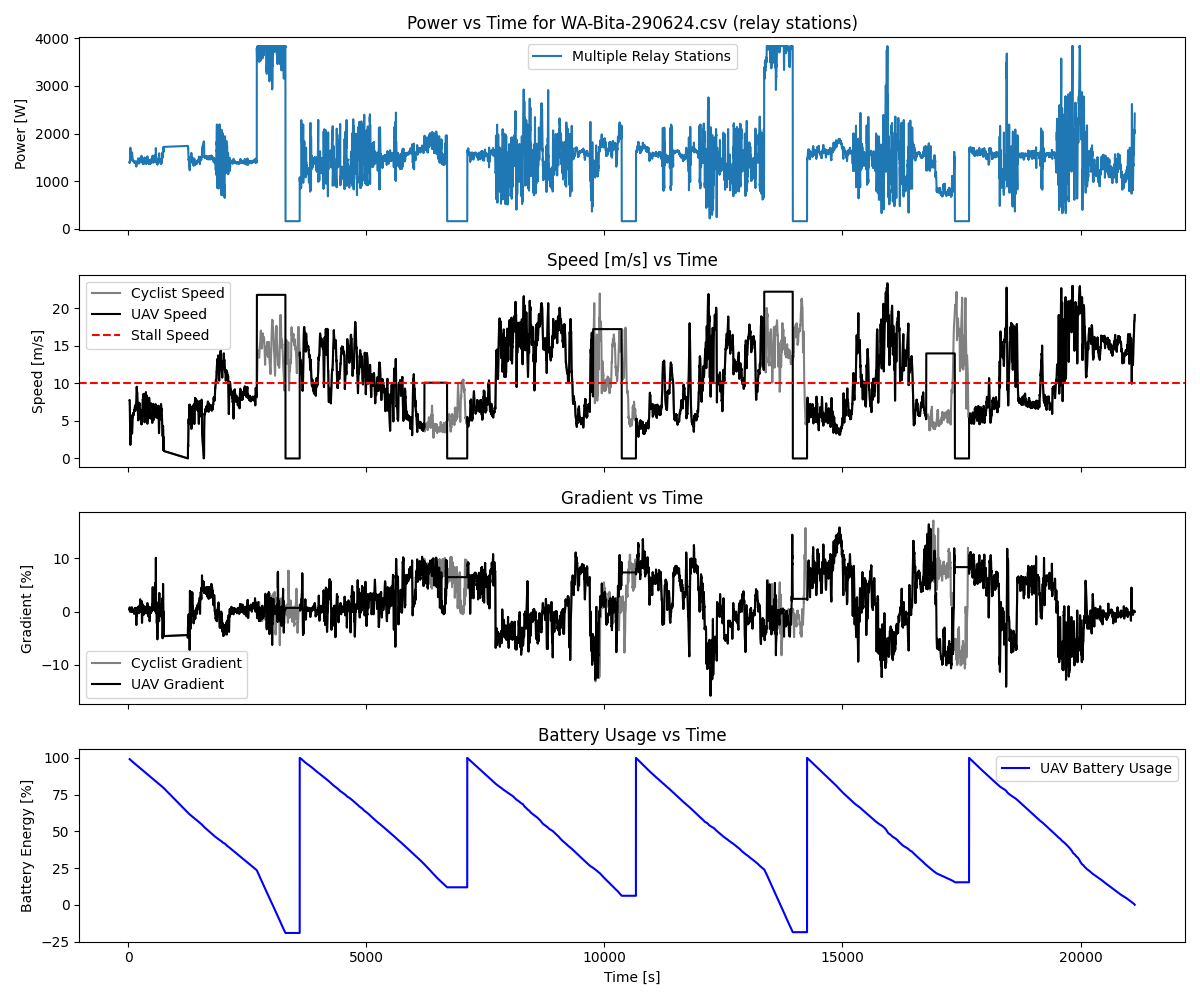 Power vs Time for WA-Bita-290624.csv (relay stations)
4000
3000
2000
1000
0
Power [W]
Multiple Relay Stations
Speed [m/s] vs Time
20
15
10
5
0
Speed [m/s]
Cyclist Speed
UAV Speed
Stall Speed
Gradient vs Time
10
0
−10
Gradient [%]
Cyclist Gradient
UAV Gradient
Battery Usage vs Time
100
75
50
25
0
−25
Battery Energy [%]
UAV Battery Usage
0 5000 10000 15000 20000
Time [s]